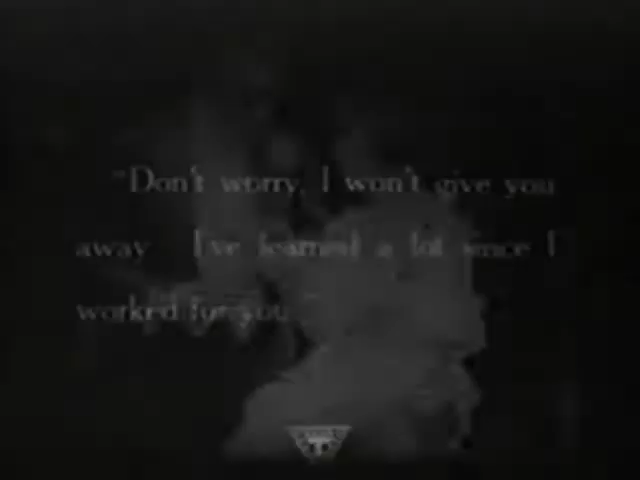 "Don't worry, I won't give you
away. I've learned a lot since I
worked for you."